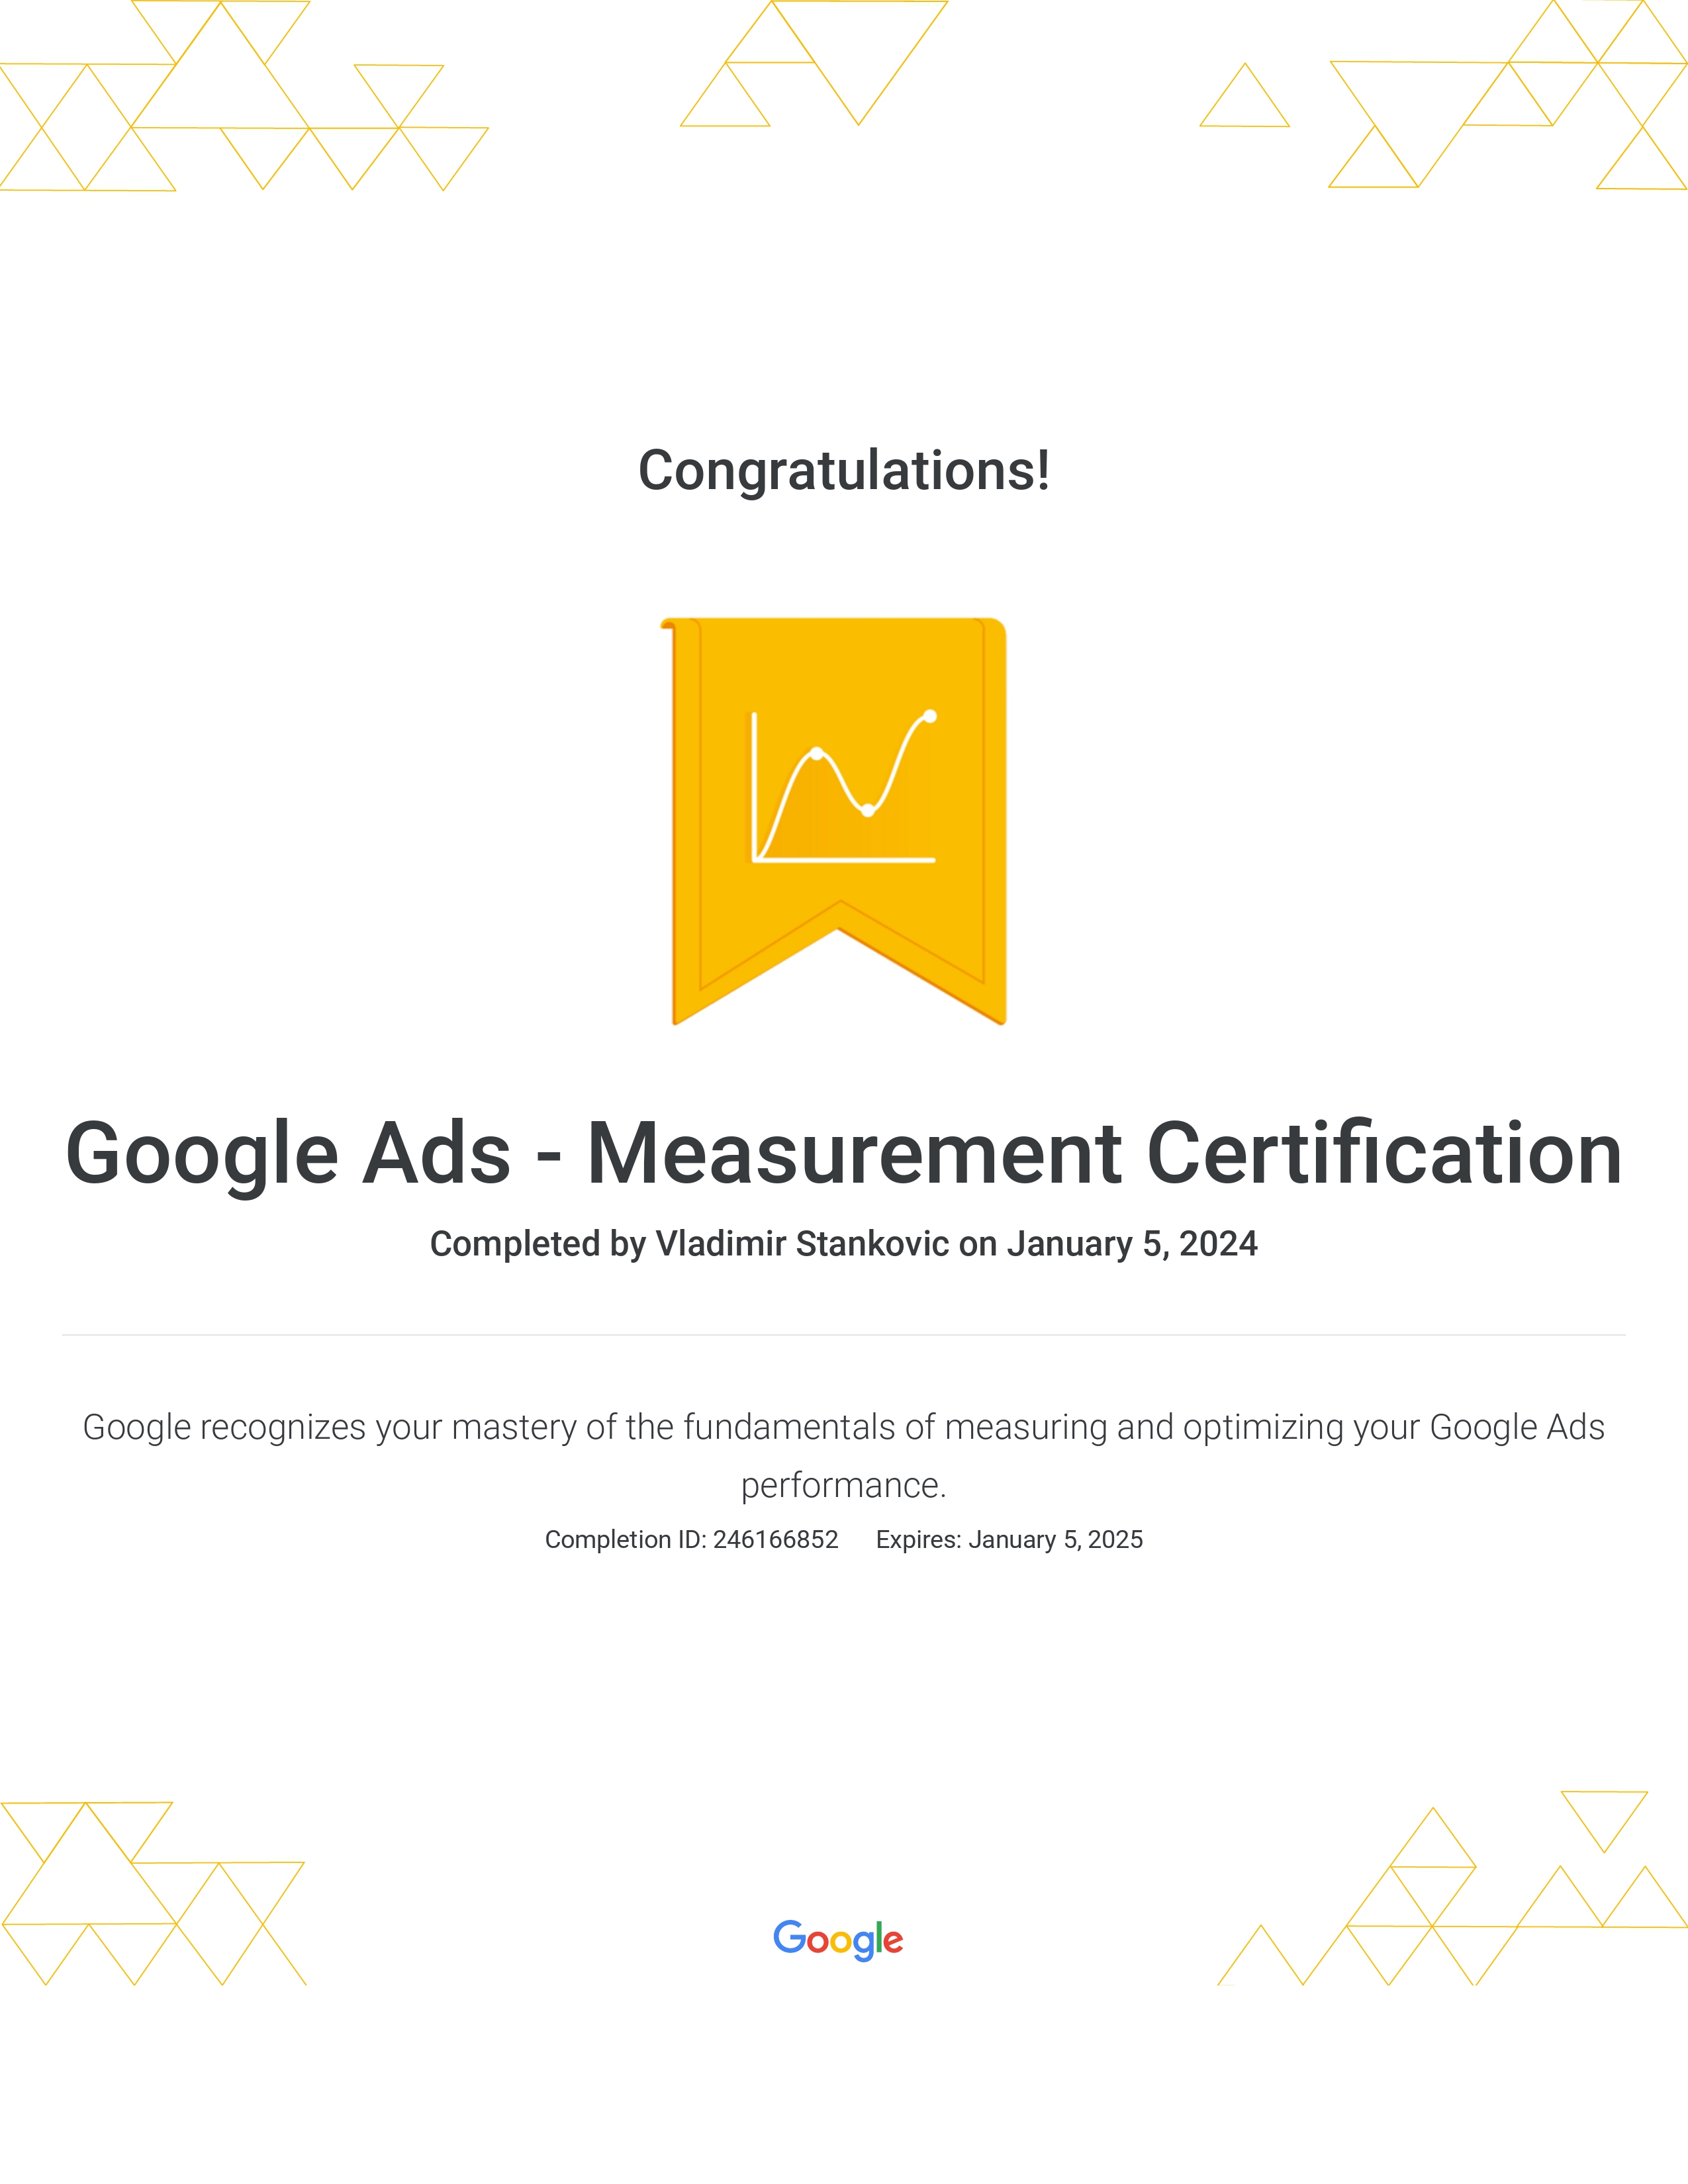 Congratulations!
Google Ads - Measurement Certification
Completed by Vladimir Stankovic on January 5, 2024
Google recognizes your mastery of the fundamentals of measuring and optimizing your Google Ads
performance.
Completion ID: 246166852 Expires: January 5, 2025
Google